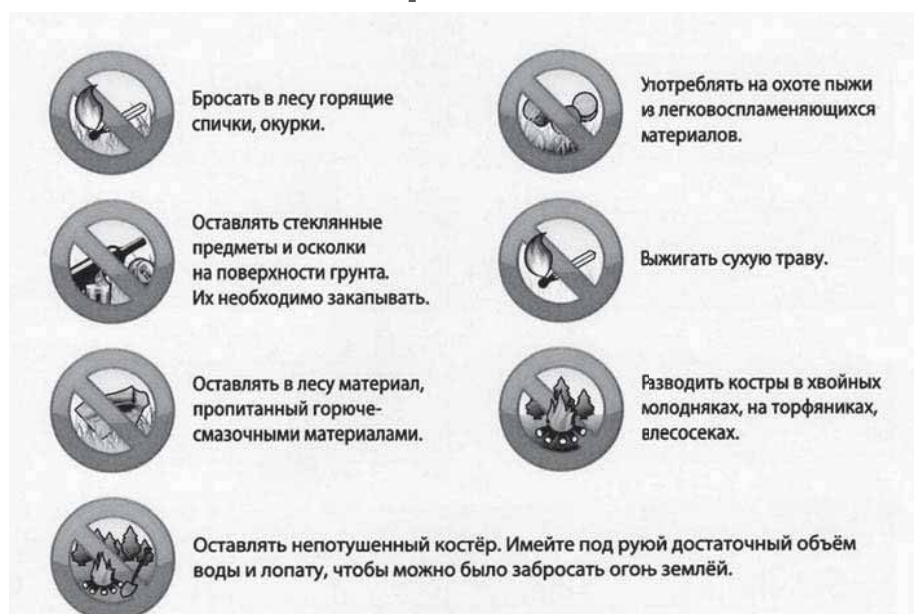 Бросать в лесу горящие
спички, окурки.
Употреблять на охоте пыжи
из легковоспламеняющихся
материалов.
Оставлять стеклянные
предметы и осколки
на поверхности грунта.
Их необходимо закапывать.
Выжигать сухую траву.
Оставлять в лесу материал,
пропитанный горюче-
смазочными материалами.
Разводить костры в хвойных
молодняках, на торфяниках,
влесосеках.
Оставлять непотушенный костёр. Имейте под рукой достаточный объём
воды и лопату, чтобы можно было забросать огонь землёй.